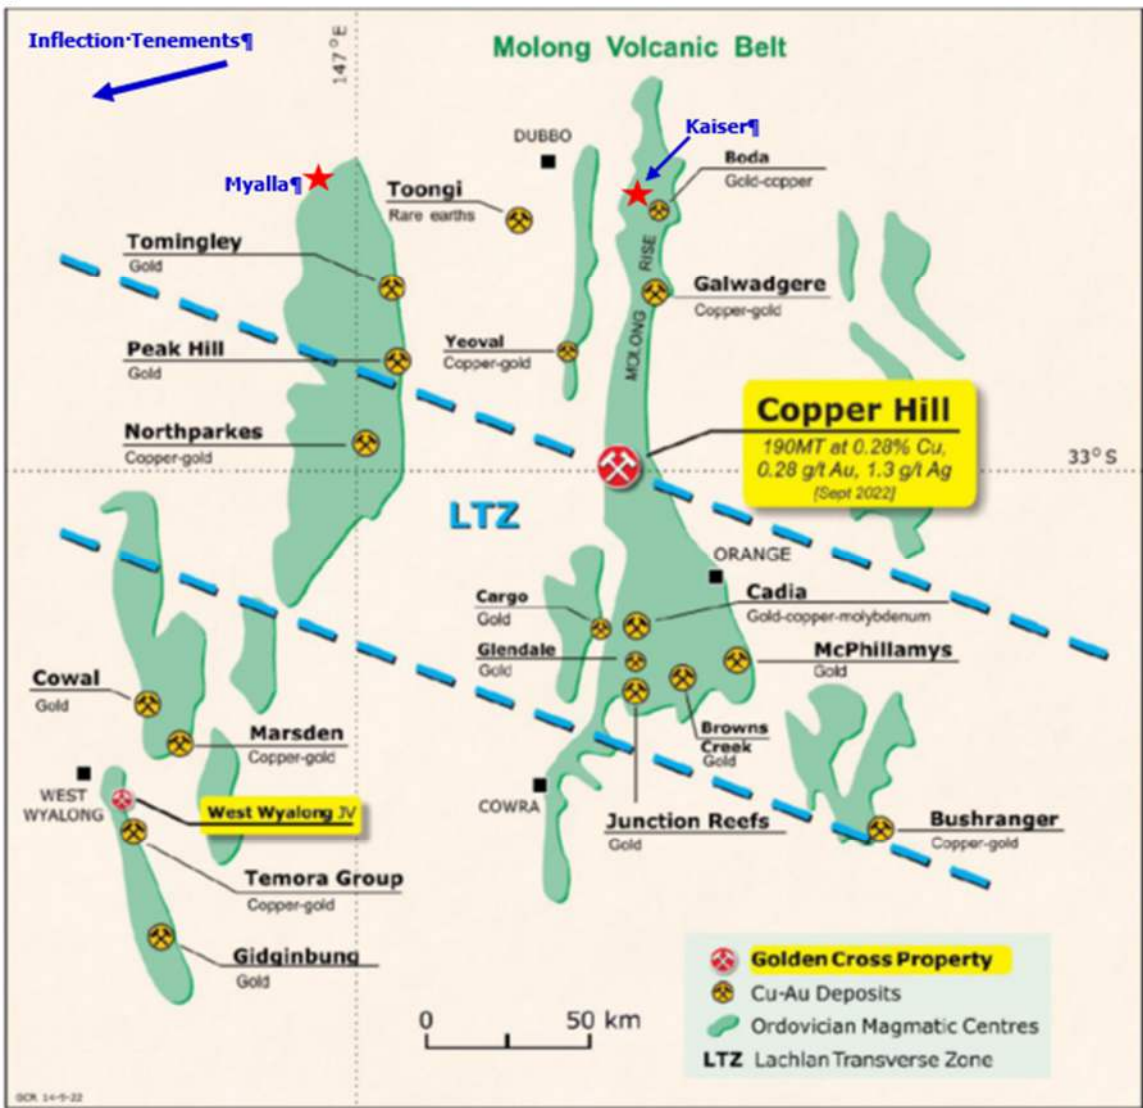 Inflection·Tenements¶
147°E
Molong Volcanic Belt
DUBBO
Kaiser¶
Boda
Gold-copper
Myalla¶
Toongi
Rare earths
Tomingley
Gold
MOLONG RISE
Galwadgere
Copper-gold
Peak Hill
Gold
Yeoval
Copper-gold
Copper Hill
190MT at 0.28% Cu,
0.28 g/t Au, 1.3 g/t Ag
[Sept 2022]
Northparkes
Copper-gold
33°S
LTZ
ORANGE
Cargo
Gold
Cadia
Gold-copper-molybdenum
Glendale
Gold
McPhillamys
Gold
Cowal
Gold
Marsden
Copper-gold
Browns
Creek
Gold
WEST
WYALONG
West Wyalong JV
COWRA
Junction Reefs
Gold
Bushranger
Copper-gold
Temora Group
Copper-gold
Gidginbung
Gold
Golden Cross Property
Cu-Au Deposits
Ordovician Magmatic Centres
LTZ Lachlan Transverse Zone
0 50 km
GCR 14-9-22